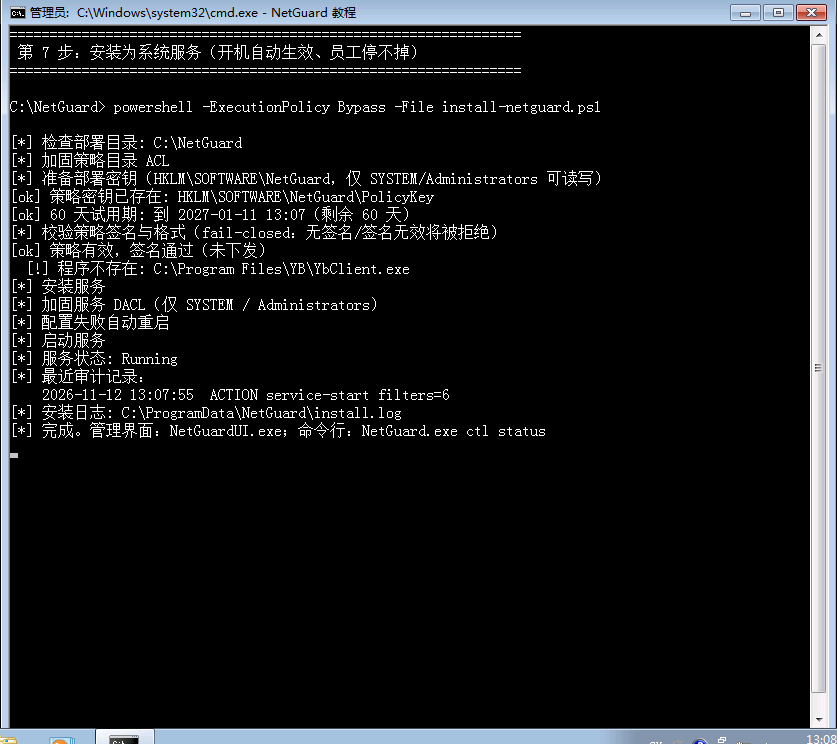 管理员: C:\Windows\system32\cmd.exe - NetGuard 教程
================================================================
第 7 步: 安装为系统服务（开机自动生效、员工停不掉）
================================================================
C:\NetGuard> powershell -ExecutionPolicy Bypass -File install-netguard.ps1
[*] 检查部署目录: C:\NetGuard
[*] 加固策略目录 ACL
[*] 准备部署密钥（HKLM\SOFTWARE\NetGuard，仅 SYSTEM/Administrators 可读写）
[ok] 策略密钥已存在: HKLM\SOFTWARE\NetGuard\PolicyKey
[ok] 60 天试用期: 到 2027-01-11 13:07（剩余 60 天）
[*] 校验策略签名与格式（fail-closed: 无签名/签名无效将被拒绝）
[ok] 策略有效，签名通过（未下发）
[!] 程序不存在: C:\Program Files\YB\YbClient.exe
[*] 安装服务
[*] 加固服务 DACL（仅 SYSTEM / Administrators）
[*] 配置失败自动重启
[*] 启动服务
[*] 服务状态: Running
[*] 最近审计记录:
2026-11-12 13:07:55  ACTION service-start filters=6
[*] 安装日志: C:\ProgramData\NetGuard\install.log
[*] 完成。管理界面: NetGuardUI.exe; 命令行: NetGuard.exe ctl status
13:08